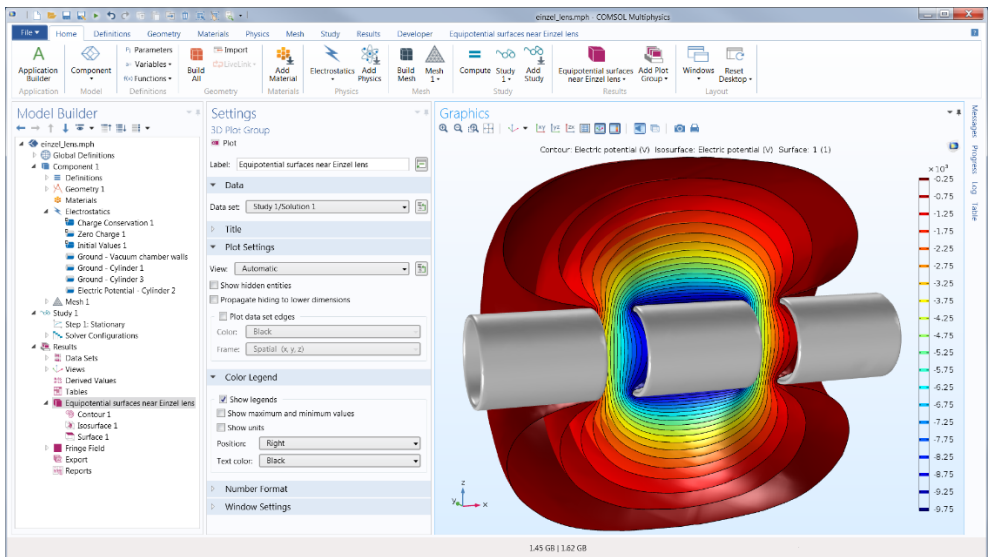 einzel_lens.mph - COMSOL Multiphysics
File Home Definitions Geometry Materials Physics Mesh Study Results Developer Equipotential surfaces near Einzel lens
Application Builder
Component
Pi Parameters
a= Variables
f(x) Functions
Build All
Import
LiveLink
Add Material
Electrostatics
Add Physics
Build Mesh
Mesh 1
Compute
Study 1
Add Study
Equipotential surfaces near Einzel lens
Add Plot Group
Windows
Reset Desktop
Application Model Definitions Geometry Materials Physics Mesh Study Results Layout
Model Builder
einzel_lens.mph
Global Definitions
Component 1
Definitions
Geometry 1
Materials
Electrostatics
Charge Conservation 1
Zero Charge 1
Initial Values 1
Ground - Vacuum chamber walls
Ground - Cylinder 1
Ground - Cylinder 3
Electric Potential - Cylinder 2
Mesh 1
Study 1
Step 1: Stationary
Solver Configurations
Results
Data Sets
Views
Derived Values
Tables
Equipotential surfaces near Einzel lens
Contour 1
Isosurface 1
Surface 1
Fringe Field
Export
Reports
Settings
3D Plot Group
Plot
Label: Equipotential surfaces near Einzel lens
Data
Data set: Study 1/Solution 1
Title
Plot Settings
View: Automatic
Show hidden entities
Propagate hiding to lower dimensions
Plot data set edges
Color: Black
Frame: Spatial (x, y, z)
Color Legend
Show legends
Show maximum and minimum values
Show units
Position: Right
Text color: Black
Number Format
Window Settings
Graphics
Contour: Electric potential (V) Isosurface: Electric potential (V) Surface: 1 (1)
×10³
-0.25
-0.75
-1.25
-1.75
-2.25
-2.75
-3.25
-3.75
-4.25
-4.75
-5.25
-5.75
-6.25
-6.75
-7.25
-7.75
-8.25
-8.75
-9.25
-9.75
z
y x
Messages Progress Log Table
1.45 GB | 1.62 GB